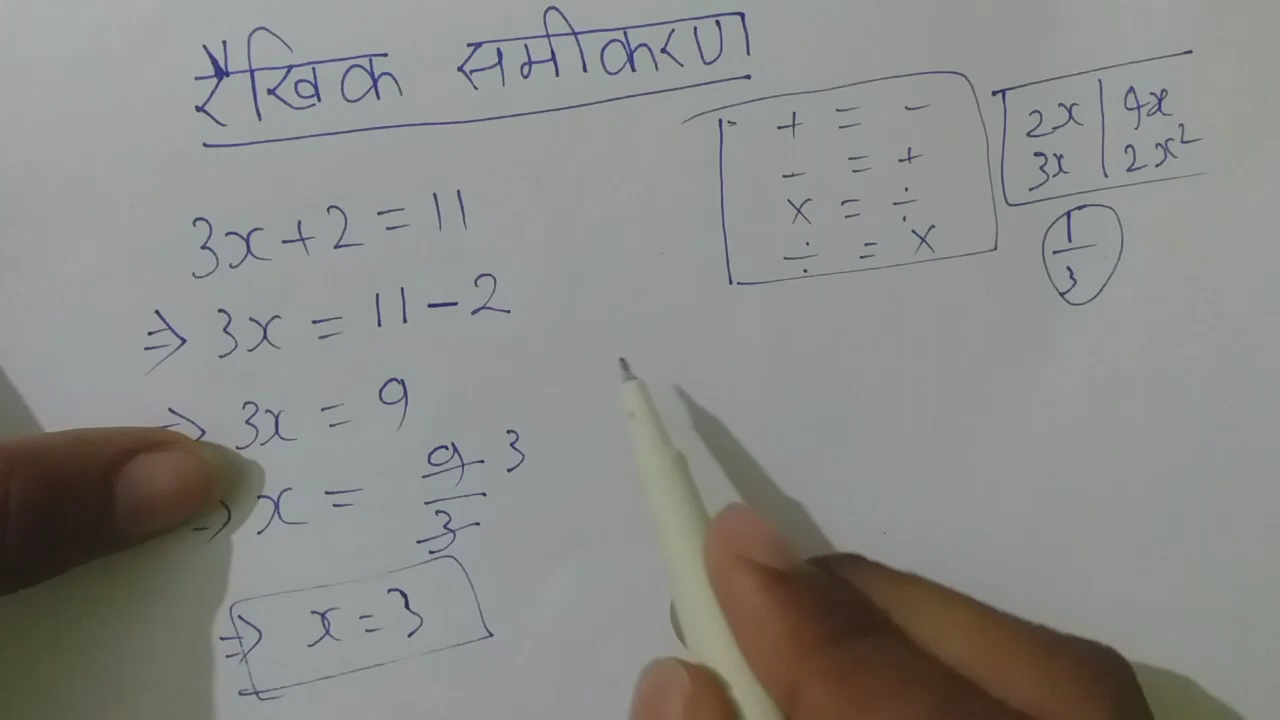 रैखिक समीकरण
3x+2=11
⇒ 3x = 11-2
⇒ 3x = 9
⇒ x = 9/3 3
⇒ x=3
+ = -
- = +
× = ÷
÷ = ×
2x | 4x
3x | 2x²
1/3